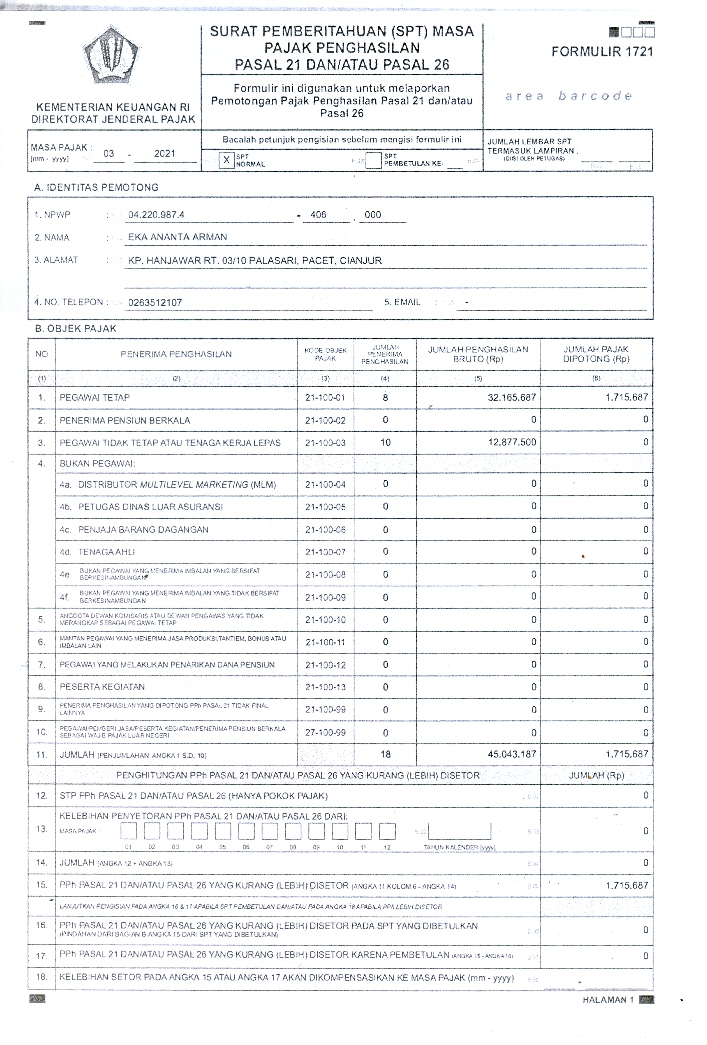 SURAT PEMBERITAHUAN (SPT) MASA
PAJAK PENGHASILAN
PASAL 21 DAN/ATAU PASAL 26
Formulir ini digunakan untuk melaporkan
Pemotongan Pajak Penghasilan Pasal 21 dan/atau
Pasal 26
FORMULIR 1721
area barcode
KEMENTERIAN KEUANGAN RI
DIREKTORAT JENDERAL PAJAK
MASA PAJAK :
[mm - yyyy] 03 - 2021
Bacalah petunjuk pengisian sebelum mengisi formulir ini
X SPT NORMAL SPT PEMBETULAN KE-
JUMLAH LEMBAR SPT
TERMASUK LAMPIRAN :
(DIISI OLEH PETUGAS)
A. IDENTITAS PEMOTONG
1. NPWP : 04.220.987.4 - 406 . 000
2. NAMA : EKA ANANTA ARMAN
3. ALAMAT : KP. HANJAWAR RT. 03/10 PALASARI, PACET, CIANJUR
4. NO. TELEPON : 0263512107 5. EMAIL : -
B. OBJEK PAJAK
NO PENERIMA PENGHASILAN KODE OBJEK PAJAK JUMLAH PENERIMA PENGHASILAN JUMLAH PENGHASILAN BRUTO (Rp) JUMLAH PAJAK DIPOTONG (Rp)
(1) (2) (3) (4) (5) (6)
1. PEGAWAI TETAP 21-100-01 8 32.165.687 1.715.687
2. PENERIMA PENSIUN BERKALA 21-100-02 0 0 0
3. PEGAWAI TIDAK TETAP ATAU TENAGA KERJA LEPAS 21-100-03 10 12.877.500 0
4. BUKAN PEGAWAI:
4a. DISTRIBUTOR MULTILEVEL MARKETING (MLM) 21-100-04 0 0 0
4b. PETUGAS DINAS LUAR ASURANSI 21-100-05 0 0 0
4c. PENJAJA BARANG DAGANGAN 21-100-06 0 0 0
4d. TENAGA AHLI 21-100-07 0 0 0
4e. BUKAN PEGAWAI YANG MENERIMA IMBALAN YANG BERSIFAT BERKESINAMBUNGAN 21-100-08 0 0 0
4f. BUKAN PEGAWAI YANG MENERIMA IMBALAN YANG TIDAK BERSIFAT BERKESINAMBUNGAN 21-100-09 0 0 0
5. ANGGOTA DEWAN KOMISARIS ATAU DEWAN PENGAWAS YANG TIDAK MERANGKAP SEBAGAI PEGAWAI TETAP 21-100-10 0 0 0
6. MANTAN PEGAWAI YANG MENERIMA JASA PRODUKSI, TANTIEM, BONUS ATAU IMBALAN LAIN 21-100-11 0 0 0
7. PEGAWAI YANG MELAKUKAN PENARIKAN DANA PENSIUN 21-100-12 0 0 0
8. PESERTA KEGIATAN 21-100-13 0 0 0
9. PENERIMA PENGHASILAN YANG DIPOTONG PPh PASAL 21 TIDAK FINAL LAINNYA 21-100-99 0 0 0
10. PEGAWAI/PEMBERI JASA/PESERTA KEGIATAN/PENERIMA PENSIUN BERKALA SEBAGAI WAJIB PAJAK LUAR NEGERI 27-100-99 0 0 0
11. JUMLAH (PENJUMLAHAN ANGKA 1 S.D. 10) 18 45.043.187 1.715.687
PENGHITUNGAN PPh PASAL 21 DAN/ATAU PASAL 26 YANG KURANG (LEBIH) DISETOR JUMLAH (Rp)
12. STP PPh PASAL 21 DAN/ATAU PASAL 26 (HANYA POKOK PAJAK) 0
13. KELEBIHAN PENYETORAN PPh PASAL 21 DAN/ATAU PASAL 26 DARI:
MASA PAJAK 0
01 02 03 04 05 06 07 08 09 10 11 12 TAHUN KALENDER [yyyy]
14. JUMLAH (ANGKA 12 + ANGKA 13) 0
15. PPh PASAL 21 DAN/ATAU PASAL 26 YANG KURANG (LEBIH) DISETOR (ANGKA 11 KOLOM 6 - ANGKA 14) 1.715.687
LANJUTKAN PENGISIAN PADA ANGKA 16 & 17 APABILA SPT PEMBETULAN DAN/ATAU PADA ANGKA 18 APABILA PPh LEBIH DISETOR
16. PPh PASAL 21 DAN/ATAU PASAL 26 YANG KURANG (LEBIH) DISETOR PADA SPT YANG DIBETULKAN
(PINDAHAN DARI BAGIAN B ANGKA 15 DARI SPT YANG DIBETULKAN) 0
17. PPh PASAL 21 DAN/ATAU PASAL 26 YANG KURANG (LEBIH) DISETOR KARENA PEMBETULAN (ANGKA 15 - ANGKA 16) 0
18. KELEBIHAN SETOR PADA ANGKA 15 ATAU ANGKA 17 AKAN DIKOMPENSASIKAN KE MASA PAJAK (mm - yyyy) -
HALAMAN 1